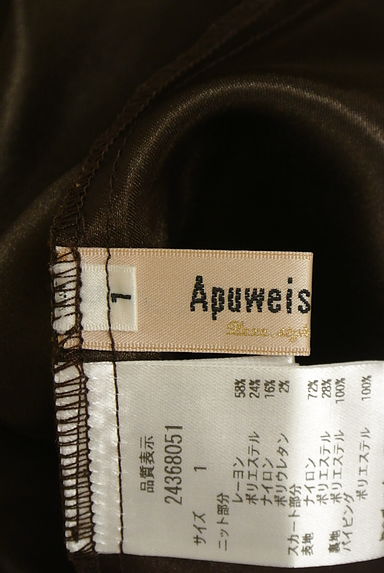 1
Apuweis
品質表示
24368051
サイズ 1
ニット部分
レーヨン 58%
ポリエステル 24%
ナイロン 16%
ポリウレタン 2%
スカート部分
表地 ナイロン 72%
ポリエステル 28%
裏地 ポリエステル 100%
パイピング
ポリエステル 100%